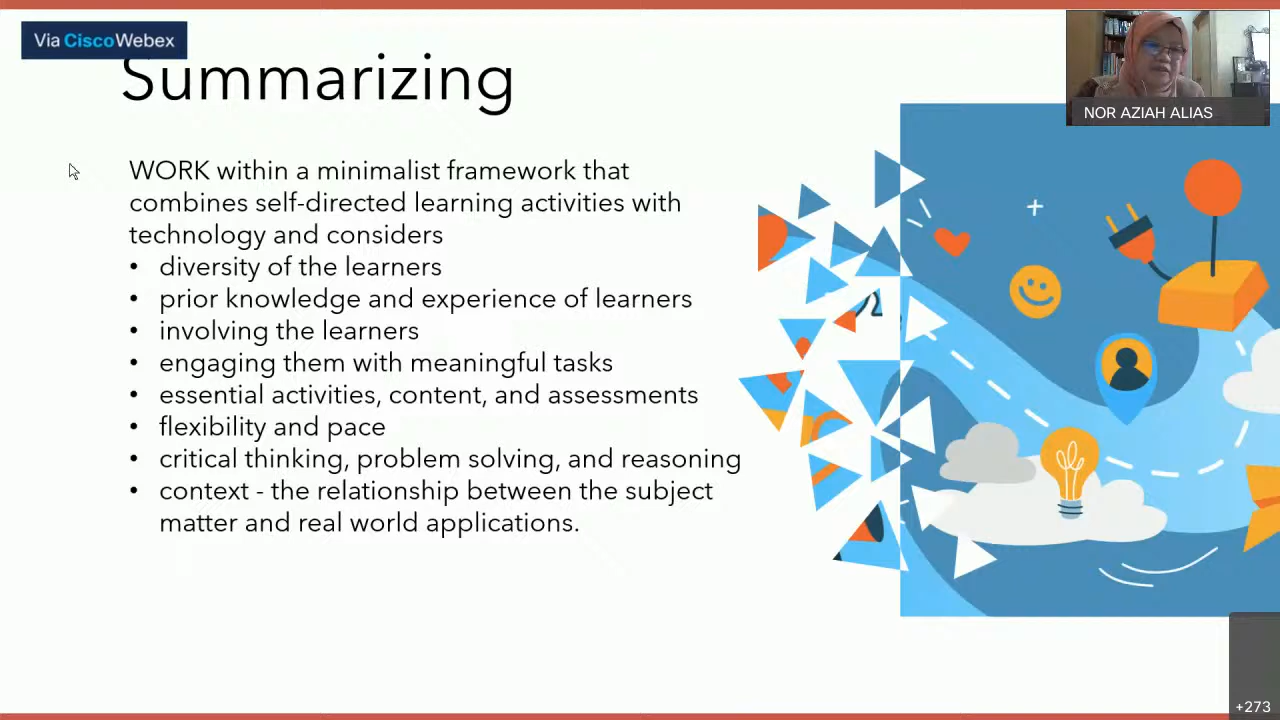 Via CiscoWebex
Summarizing
NOR AZIAH ALIAS
WORK within a minimalist framework that
combines self-directed learning activities with
technology and considers
• diversity of the learners
• prior knowledge and experience of learners
• involving the learners
• engaging them with meaningful tasks
• essential activities, content, and assessments
• flexibility and pace
• critical thinking, problem solving, and reasoning
• context - the relationship between the subject
matter and real world applications.
+273